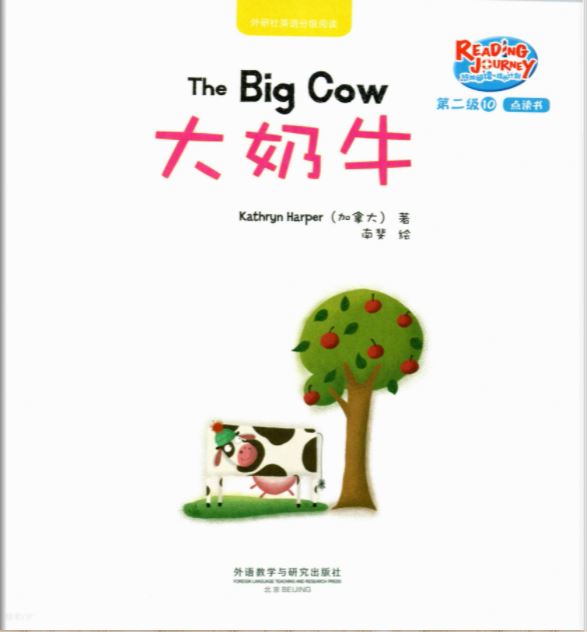 外研社英语分级阅读
READING
JOURNEY
第二级10 点读书
The Big Cow
大奶牛
Kathryn Harper（加拿大） 著
南斐 绘
外语教学与研究出版社
FOREIGN LANGUAGE TEACHING AND RESEARCH PRESS
北京 BEIJING